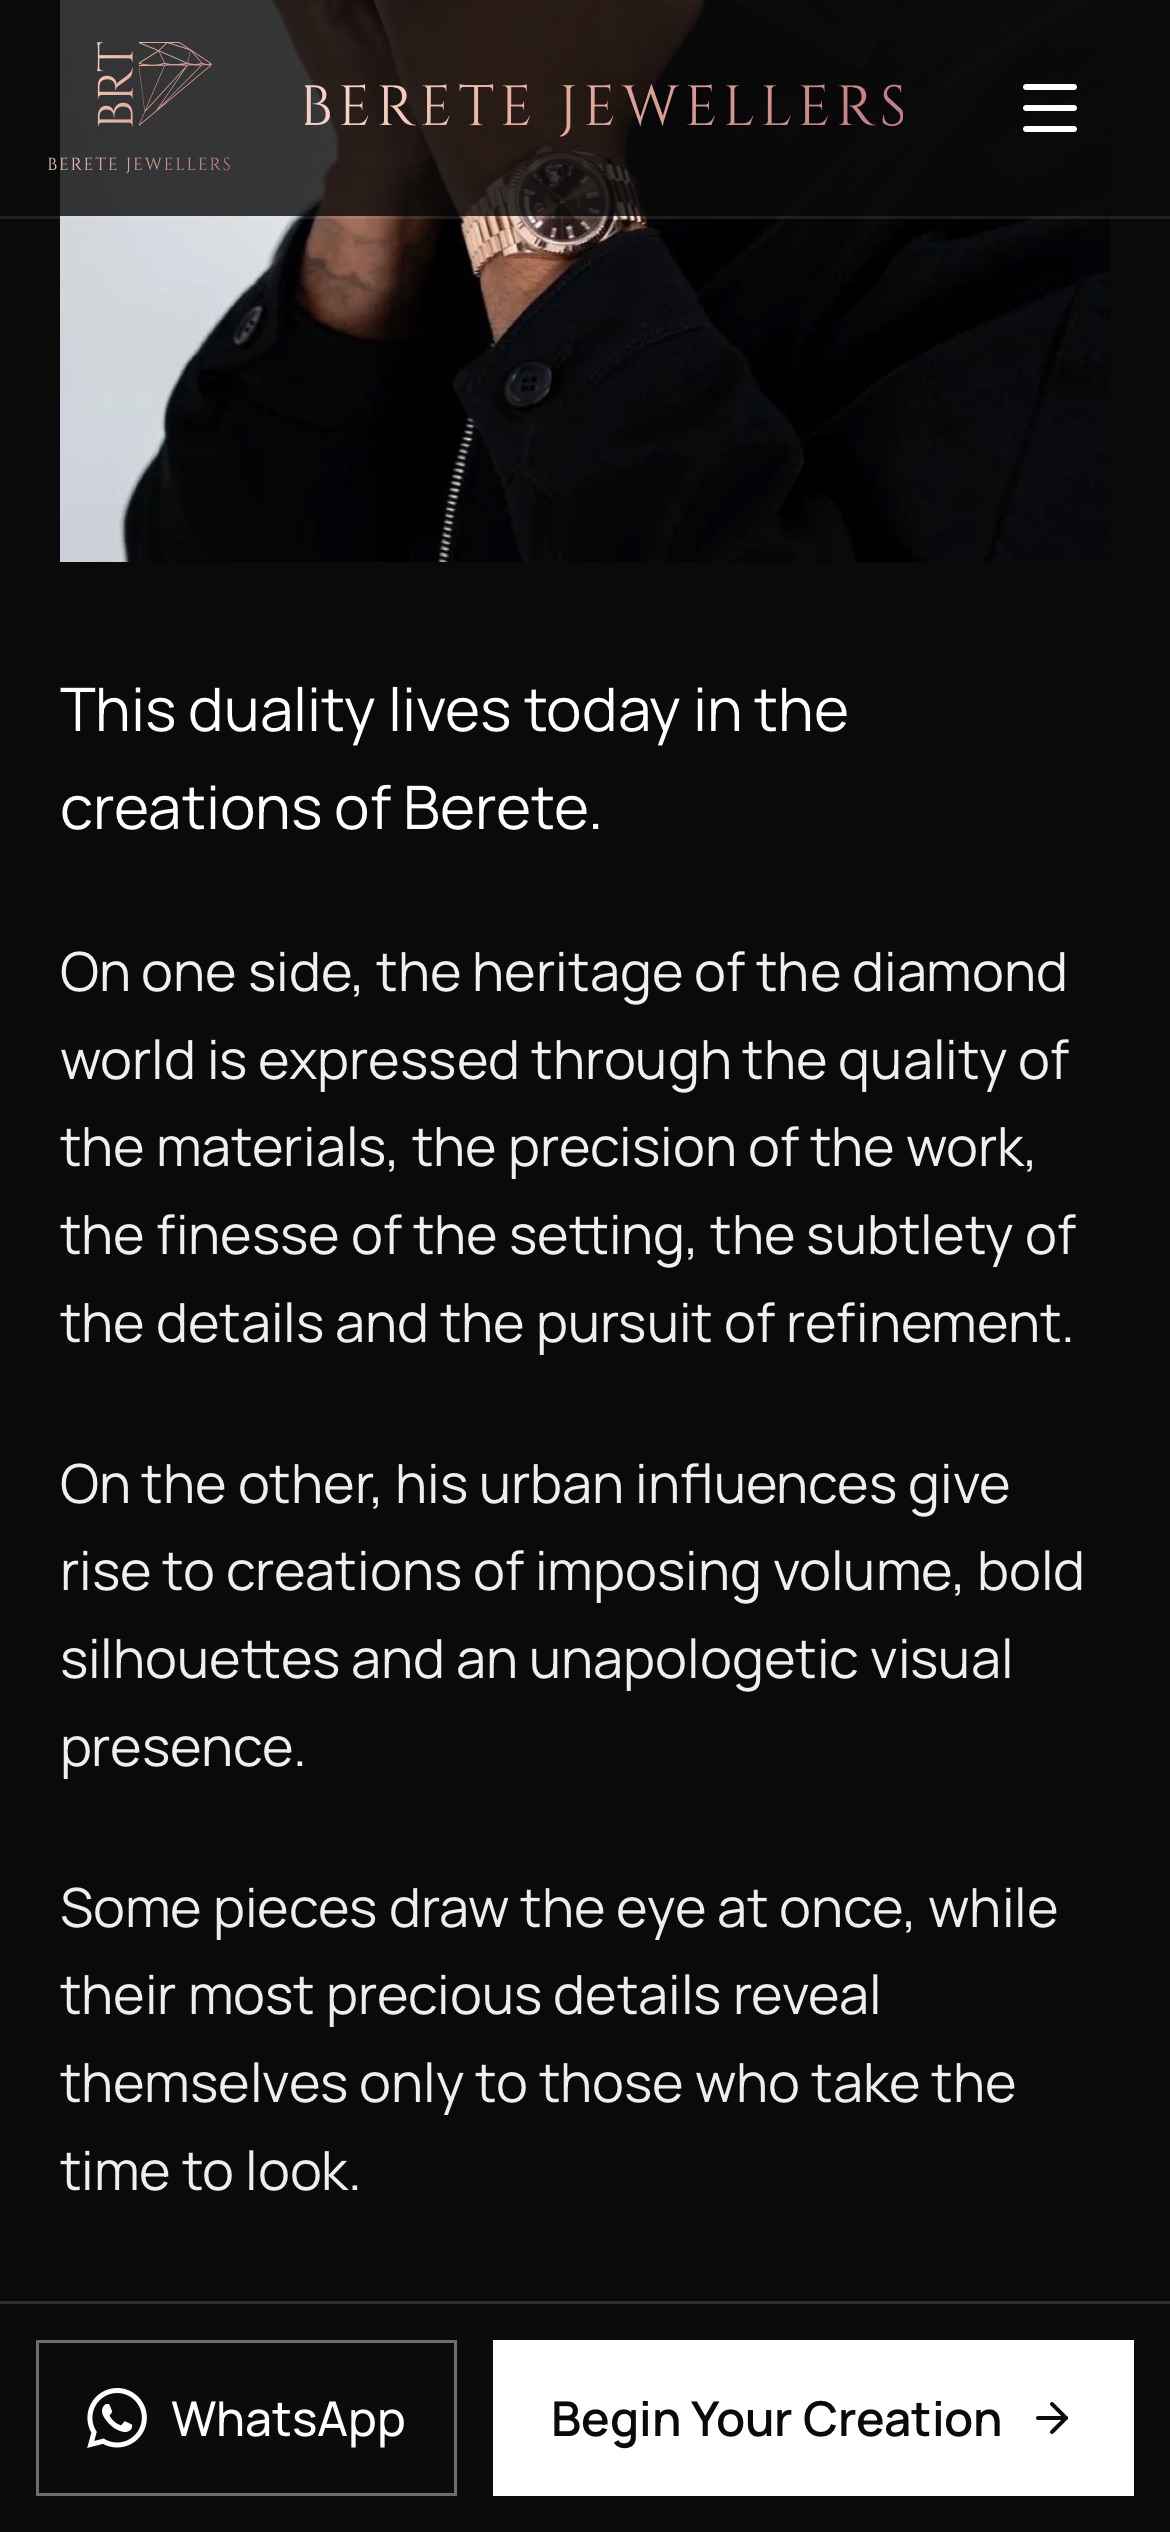 BRT
BERETE JEWELLERS
BERETE JEWELLERS
This duality lives today in the
creations of Berete.
On one side, the heritage of the diamond
world is expressed through the quality of
the materials, the precision of the work,
the finesse of the setting, the subtlety of
the details and the pursuit of refinement.
On the other, his urban influences give
rise to creations of imposing volume, bold
silhouettes and an unapologetic visual
presence.
Some pieces draw the eye at once, while
their most precious details reveal
themselves only to those who take the
time to look.
WhatsApp
Begin Your Creation →